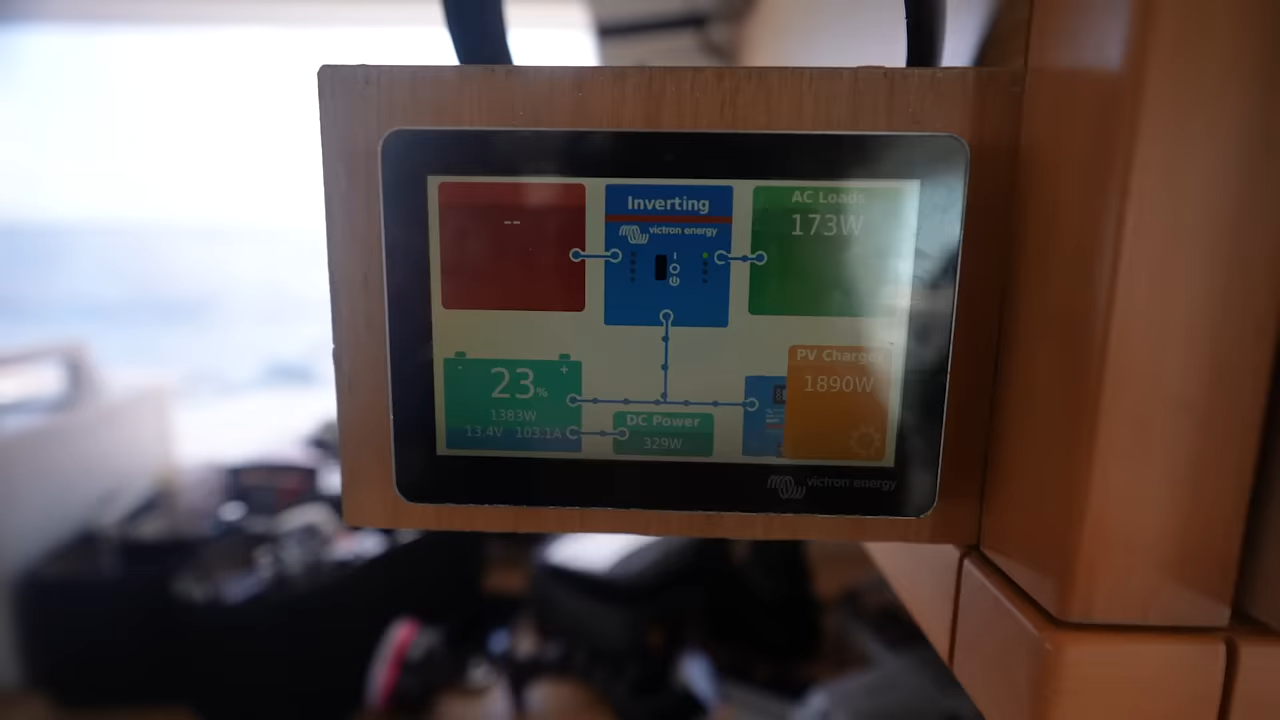 --
Inverting
victron energy
AC Loads
173W
23%
1383W
13.4V 103.1A
DC Power
329W
PV Charger
1890W
victron energy